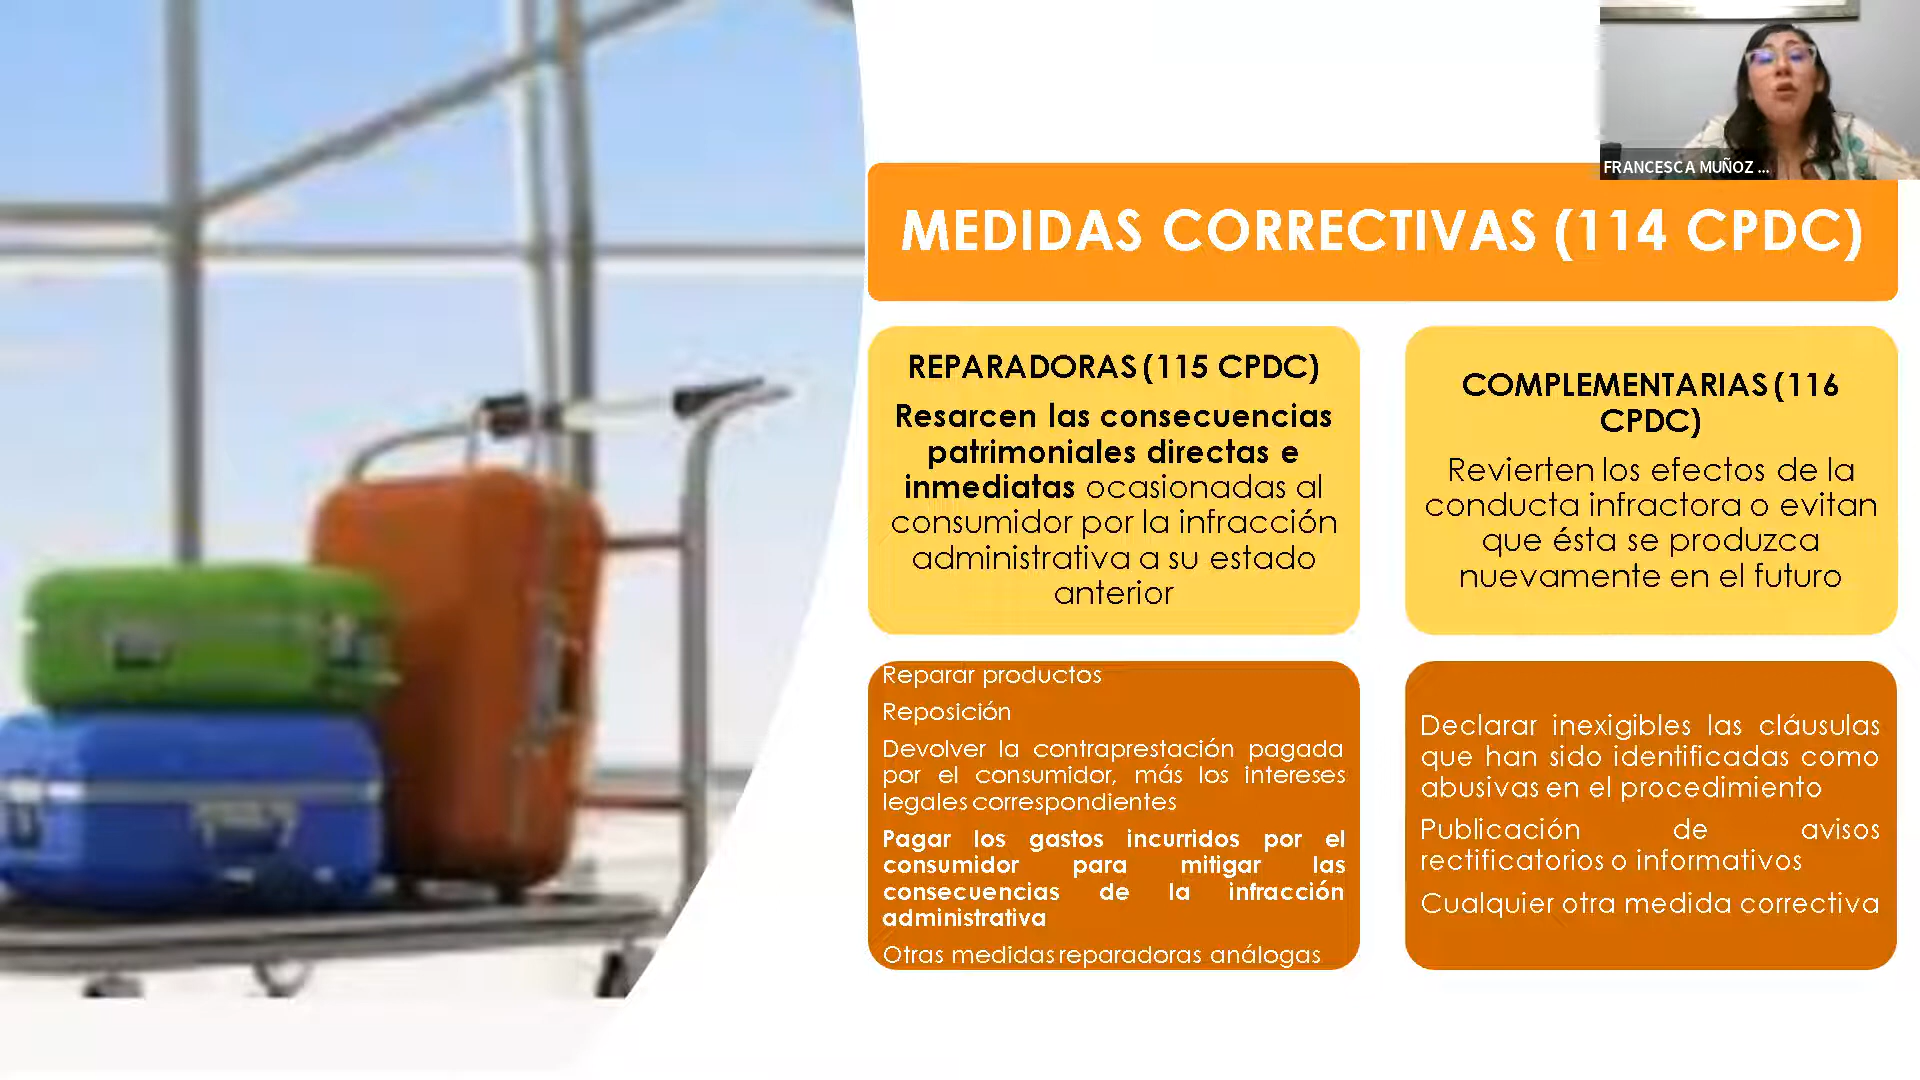 FRANCESCA MUÑOZ ...
MEDIDAS CORRECTIVAS (114 CPDC)
REPARADORAS (115 CPDC)
Resarcen las consecuencias
patrimoniales directas e
inmediatas ocasionadas al
consumidor por la infracción
administrativa a su estado
anterior
COMPLEMENTARIAS (116
CPDC)
Revierten los efectos de la
conducta infractora o evitan
que ésta se produzca
nuevamente en el futuro
Reparar productos
Reposición
Devolver la contraprestación pagada
por el consumidor, más los intereses
legales correspondientes
Pagar los gastos incurridos por el
consumidor para mitigar las
consecuencias de la infracción
administrativa
Otras medidas reparadoras análogas
Declarar inexigibles las cláusulas
que han sido identificadas como
abusivas en el procedimiento
Publicación de avisos
rectificatorios o informativos
Cualquier otra medida correctiva